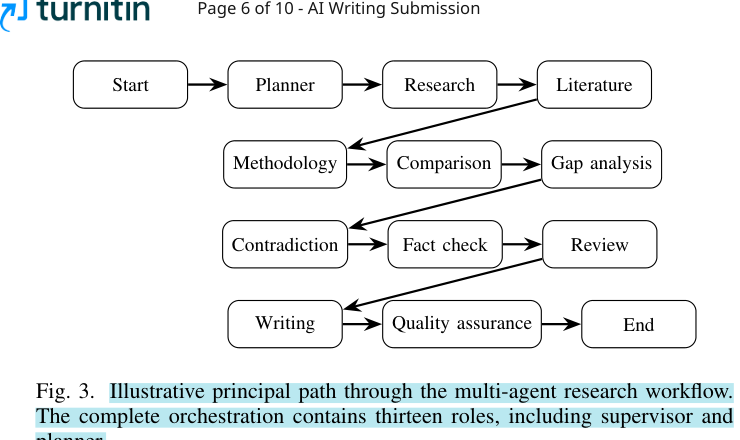 turnitin Page 6 of 10 - AI Writing Submission
Start Planner Research Literature
Methodology Comparison Gap analysis
Contradiction Fact check Review
Writing Quality assurance End
Fig. 3. Illustrative principal path through the multi-agent research workflow.
The complete orchestration contains thirteen roles, including supervisor and
planner.